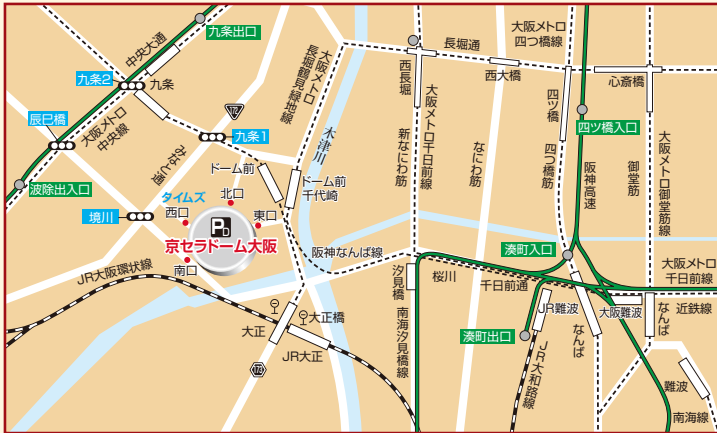 九条出口
中央大通
九条2
九条
辰巳橋
大阪メトロ
中央線
波除出入口
172
九条1
みなと通
境川
大阪メトロ
長堀鶴見緑地線
木津川
ドーム前
ドーム前
千代崎
タイムズ
北口
西口
東口
南口
P
D
京セラドーム大阪
JR大阪環状線
阪神なんば線
大正
大正橋
JR大正
173
長堀通
大阪メトロ
四つ橋線
西長堀
西大橋
心斎橋
四ツ橋
四ツ橋入口
大阪メトロ千日前線
新なにわ筋
なにわ筋
四つ橋筋
阪神高速
御堂筋
大阪メトロ御堂筋線
湊町入口
大阪メトロ
千日前線
汐見橋
桜川
千日前通
南海汐見橋線
湊町出口
JR難波
JR大和路線
なんば
大阪難波
なんば
近鉄線
難波
南海線